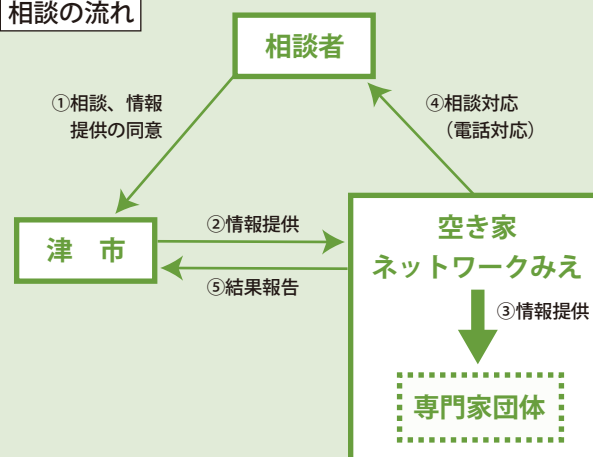 相談の流れ
相談者
①相談、情報
提供の同意
④相談対応
（電話対応）
津　市
②情報提供
⑤結果報告
空き家
ネットワークみえ
③情報提供
専門家団体